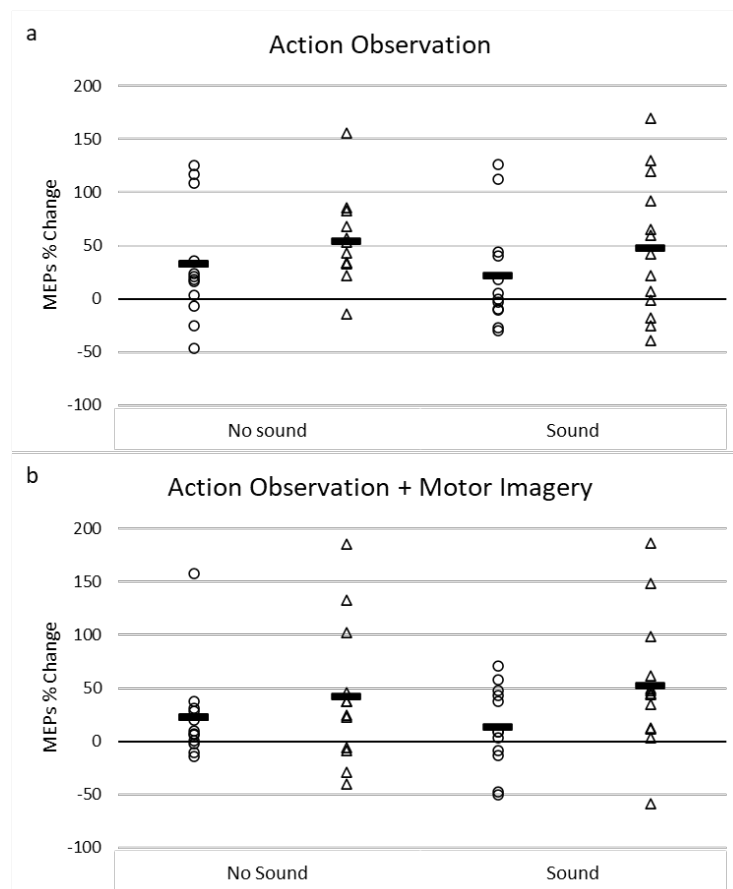 a
Action Observation
200
150
100
50
0
-50
-100
MEPs % Change
No sound
Sound
b
Action Observation + Motor Imagery
200
150
100
50
0
-50
-100
MEPs % Change
No Sound
Sound